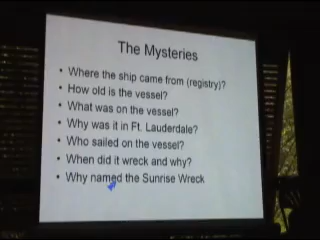 The Mysteries
• Where the ship came from (registry)?
• How old is the vessel?
• What was on the vessel?
• Why was it in Ft. Lauderdale?
• Who sailed on the vessel?
• When did it wreck and why?
• Why named the Sunrise Wreck